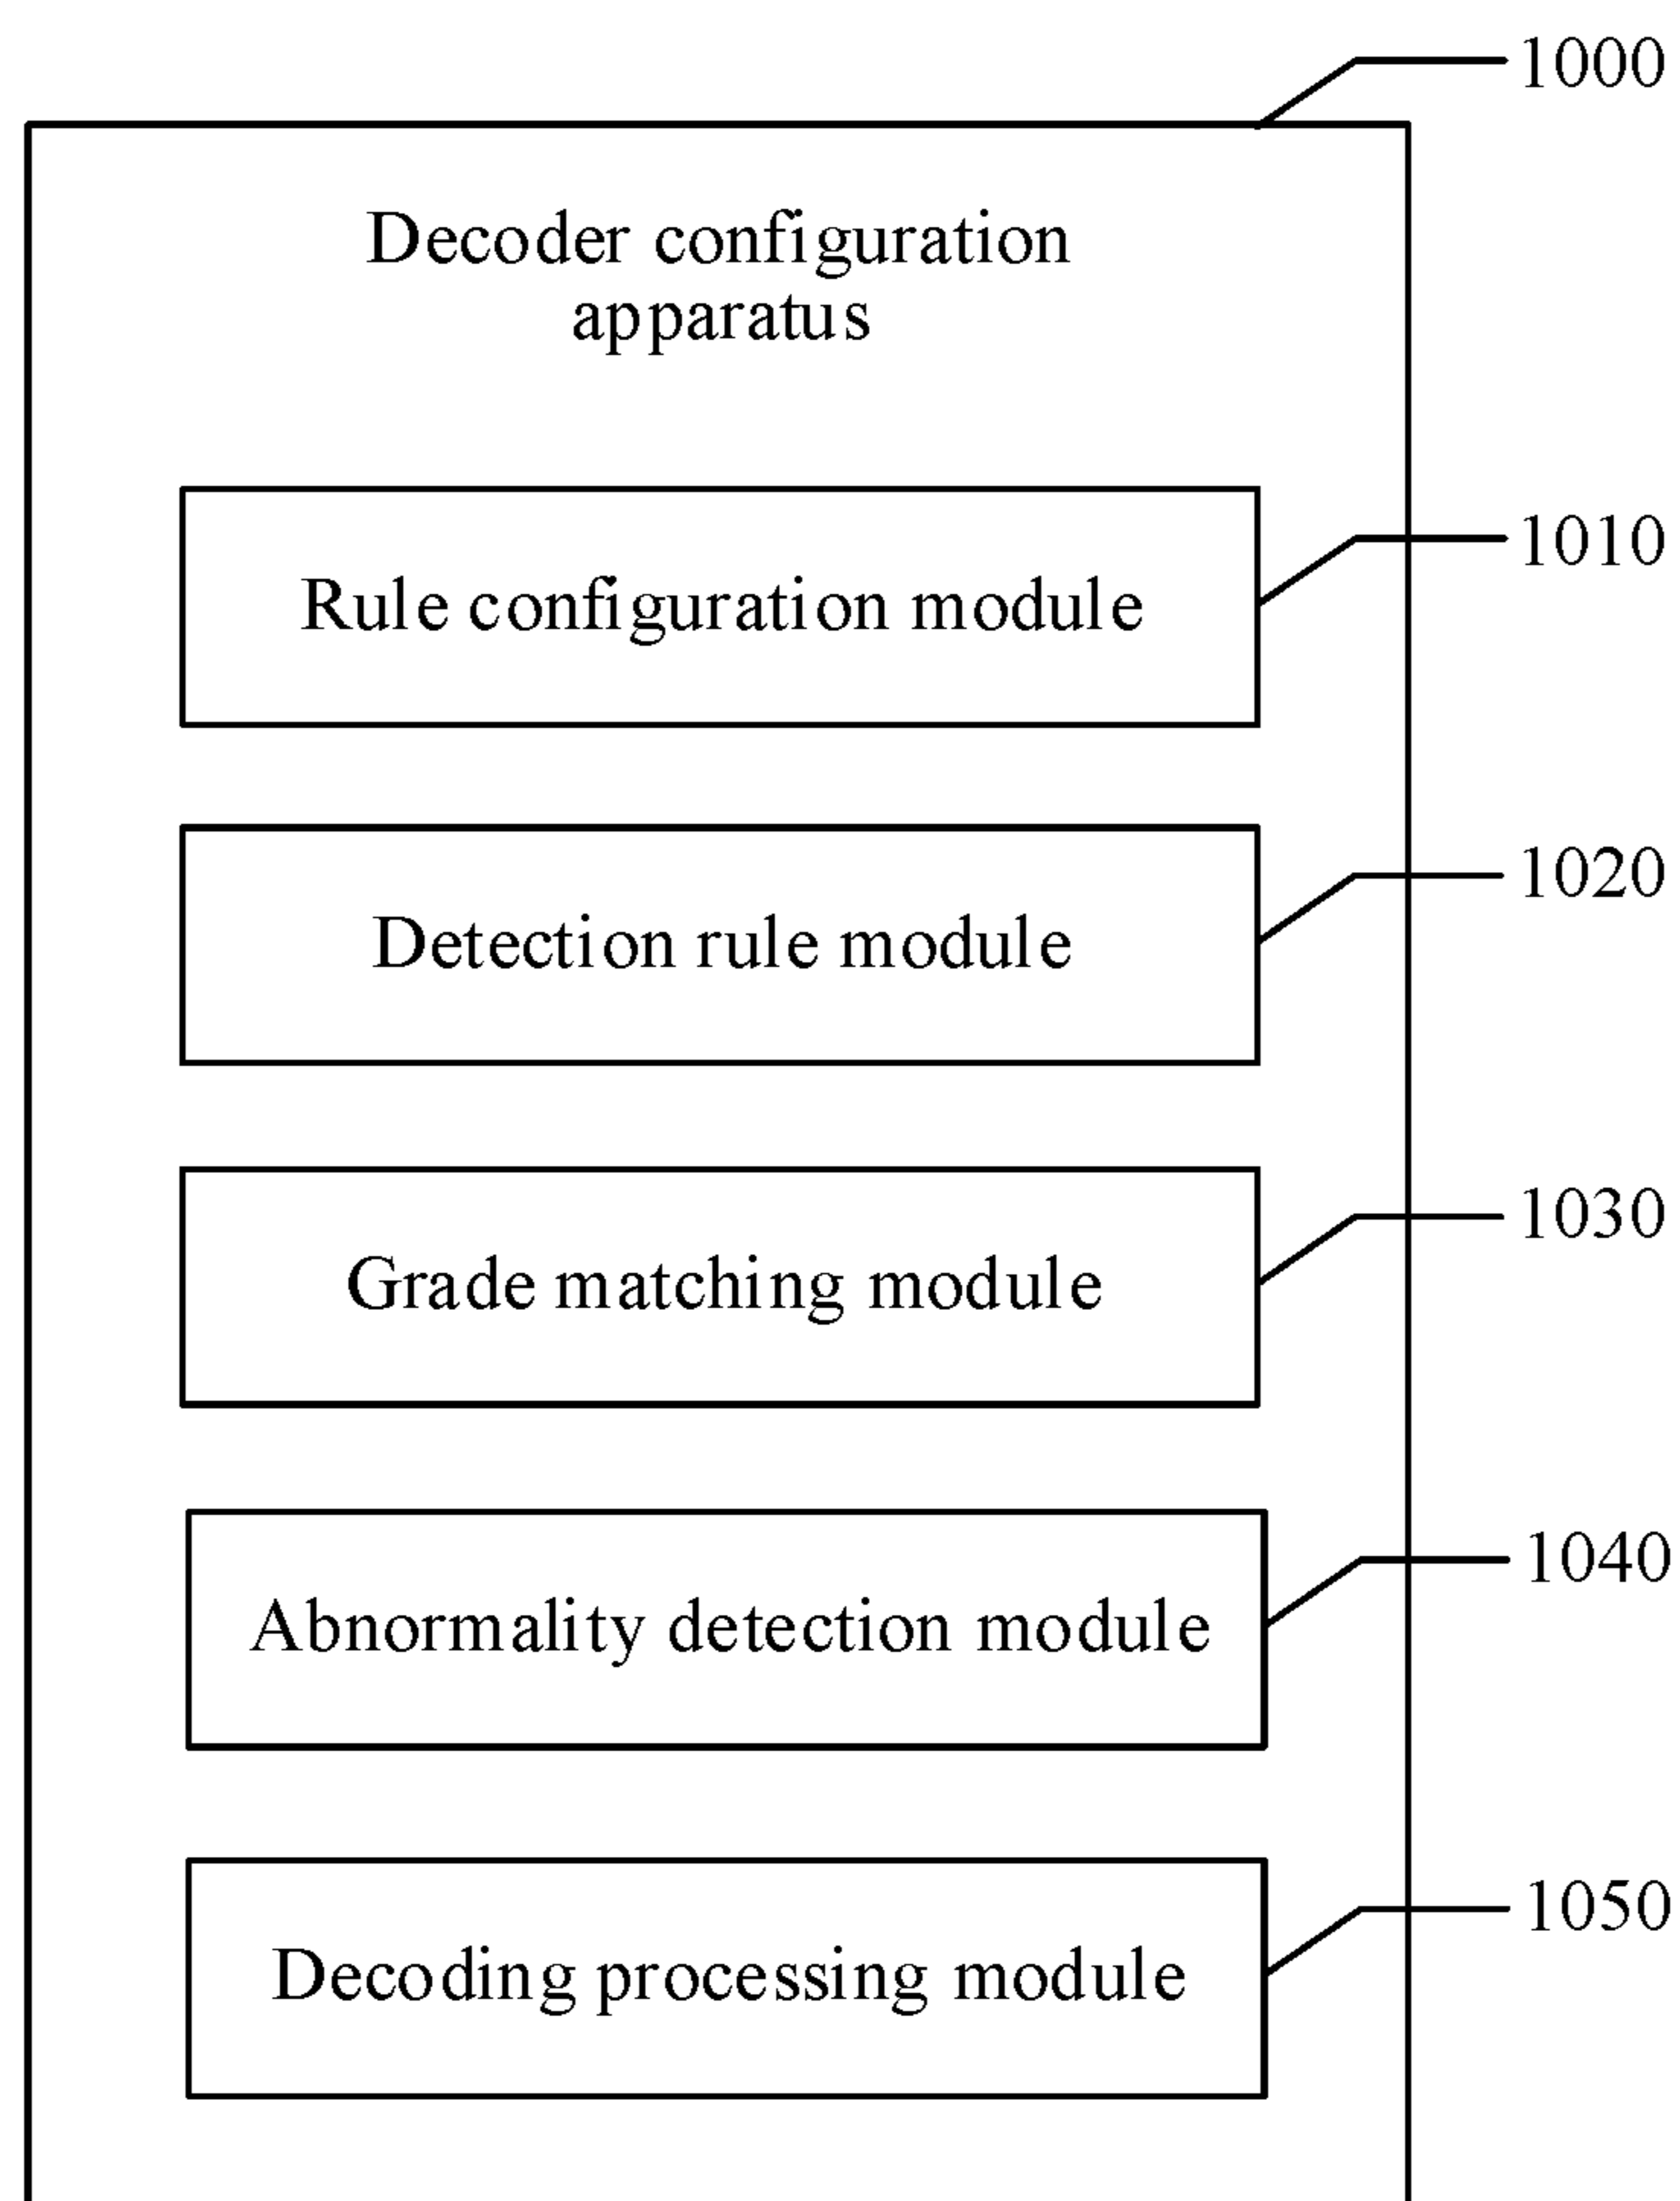 1000
Decoder configuration
apparatus
Rule configuration module
1010
Detection rule module
1020
Grade matching module
1030
Abnormality detection module
1040
Decoding processing module
1050